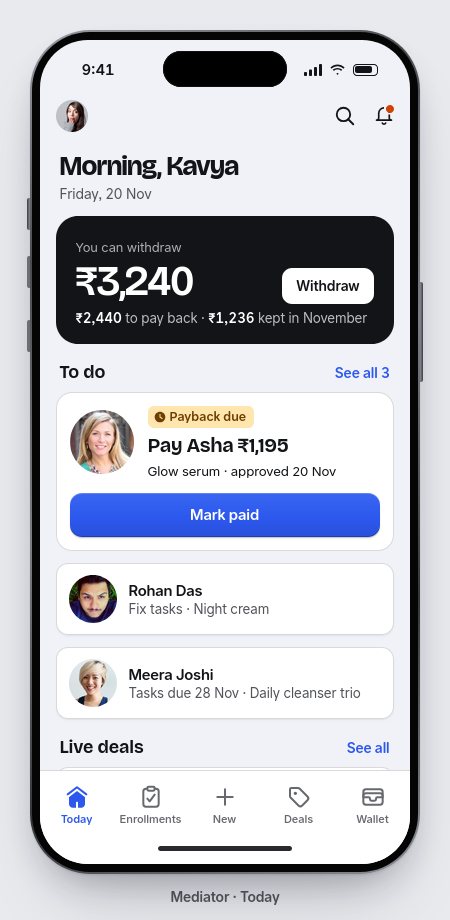 9:41
Morning, Kavya
Friday, 20 Nov
You can withdraw
₹3,240
Withdraw
₹2,440 to pay back · ₹1,236 kept in November
To do
See all 3
Payback due
Pay Asha ₹1,195
Glow serum · approved 20 Nov
Mark paid
Rohan Das
Fix tasks · Night cream
Meera Joshi
Tasks due 28 Nov · Daily cleanser trio
Live deals
See all
Today
Enrollments
New
Deals
Wallet
Mediator · Today